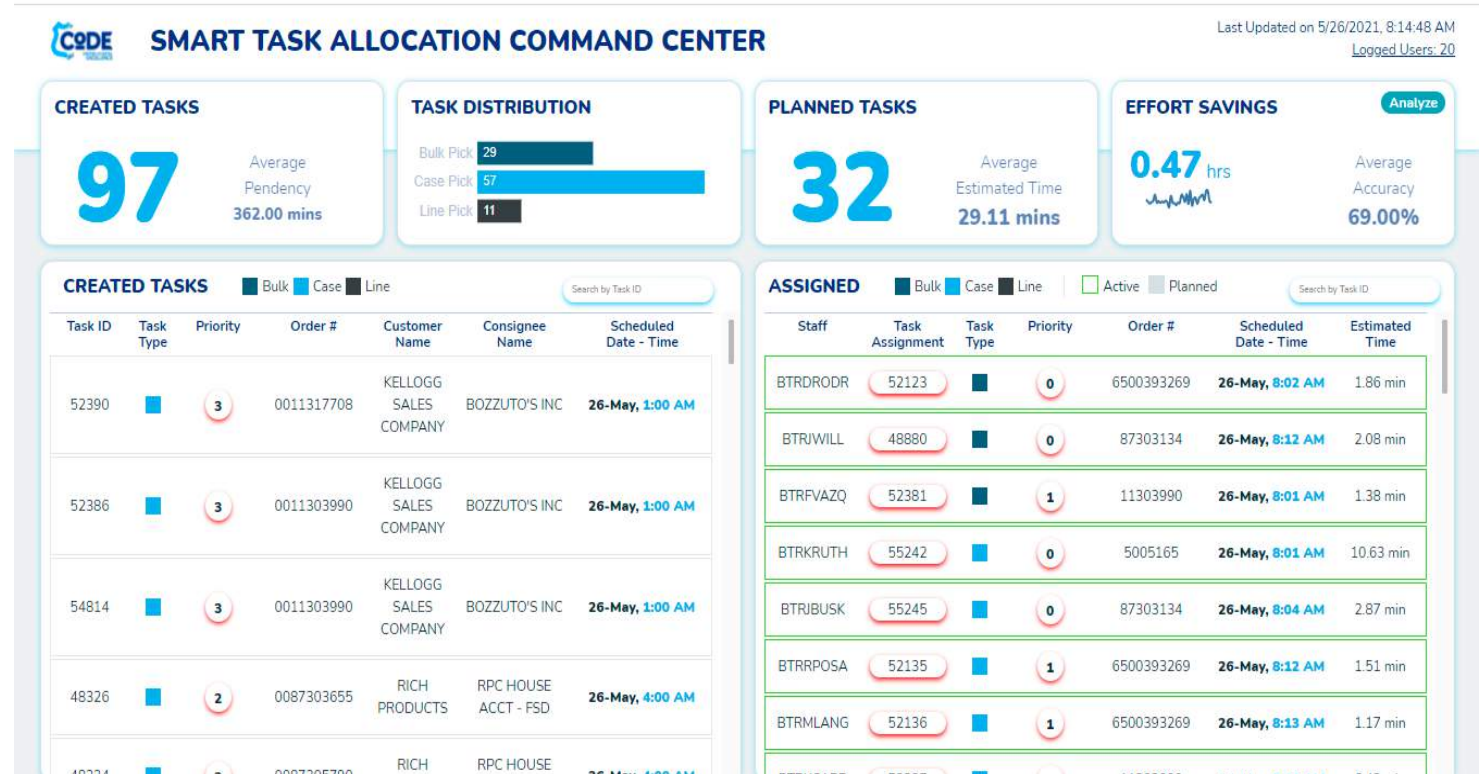 CODE
SMART TASK ALLOCATION COMMAND CENTER
Last Updated on 5/26/2021, 8:14:48 AM
Logged Users: 20
CREATED TASKS
97
Average
Pendency
362.00 mins
TASK DISTRIBUTION
Bulk Pick 29
Case Pick 57
Line Pick 11
PLANNED TASKS
32
Average
Estimated Time
29.11 mins
EFFORT SAVINGS
Analyze
0.47 hrs
Average
Accuracy
69.00%
CREATED TASKS Bulk Case Line Search by Task ID
Task ID Task Priority Order # Customer Consignee Scheduled
Type Name Name Date - Time
KELLOGG
52390 3 0011317708 SALES BOZZUTO'S INC 26-May, 1:00 AM
COMPANY
KELLOGG
52386 3 0011303990 SALES BOZZUTO'S INC 26-May, 1:00 AM
COMPANY
KELLOGG
54814 3 0011303990 SALES BOZZUTO'S INC 26-May, 1:00 AM
COMPANY
RICH RPC HOUSE
48326 2 0087303655 26-May, 4:00 AM
PRODUCTS ACCT - FSD
RICH RPC HOUSE
ASSIGNED Bulk Case Line Active Planned Search by Task ID
Staff Task Task Priority Order # Scheduled Estimated
Assignment Type Date - Time Time
BTRDRODR 52123 0 6500393269 26-May, 8:02 AM 1.86 min
BTRJWILL 48880 0 87303134 26-May, 8:12 AM 2.08 min
BTRFVAZQ 52381 1 11303990 26-May, 8:01 AM 1.38 min
BTRKRUTH 55242 0 5005165 26-May, 8:01 AM 10.63 min
BTRJBUSK 55245 0 87303134 26-May, 8:04 AM 2.87 min
BTRRPOSA 52135 1 6500393269 26-May, 8:12 AM 1.51 min
BTRMLANG 52136 1 6500393269 26-May, 8:13 AM 1.17 min